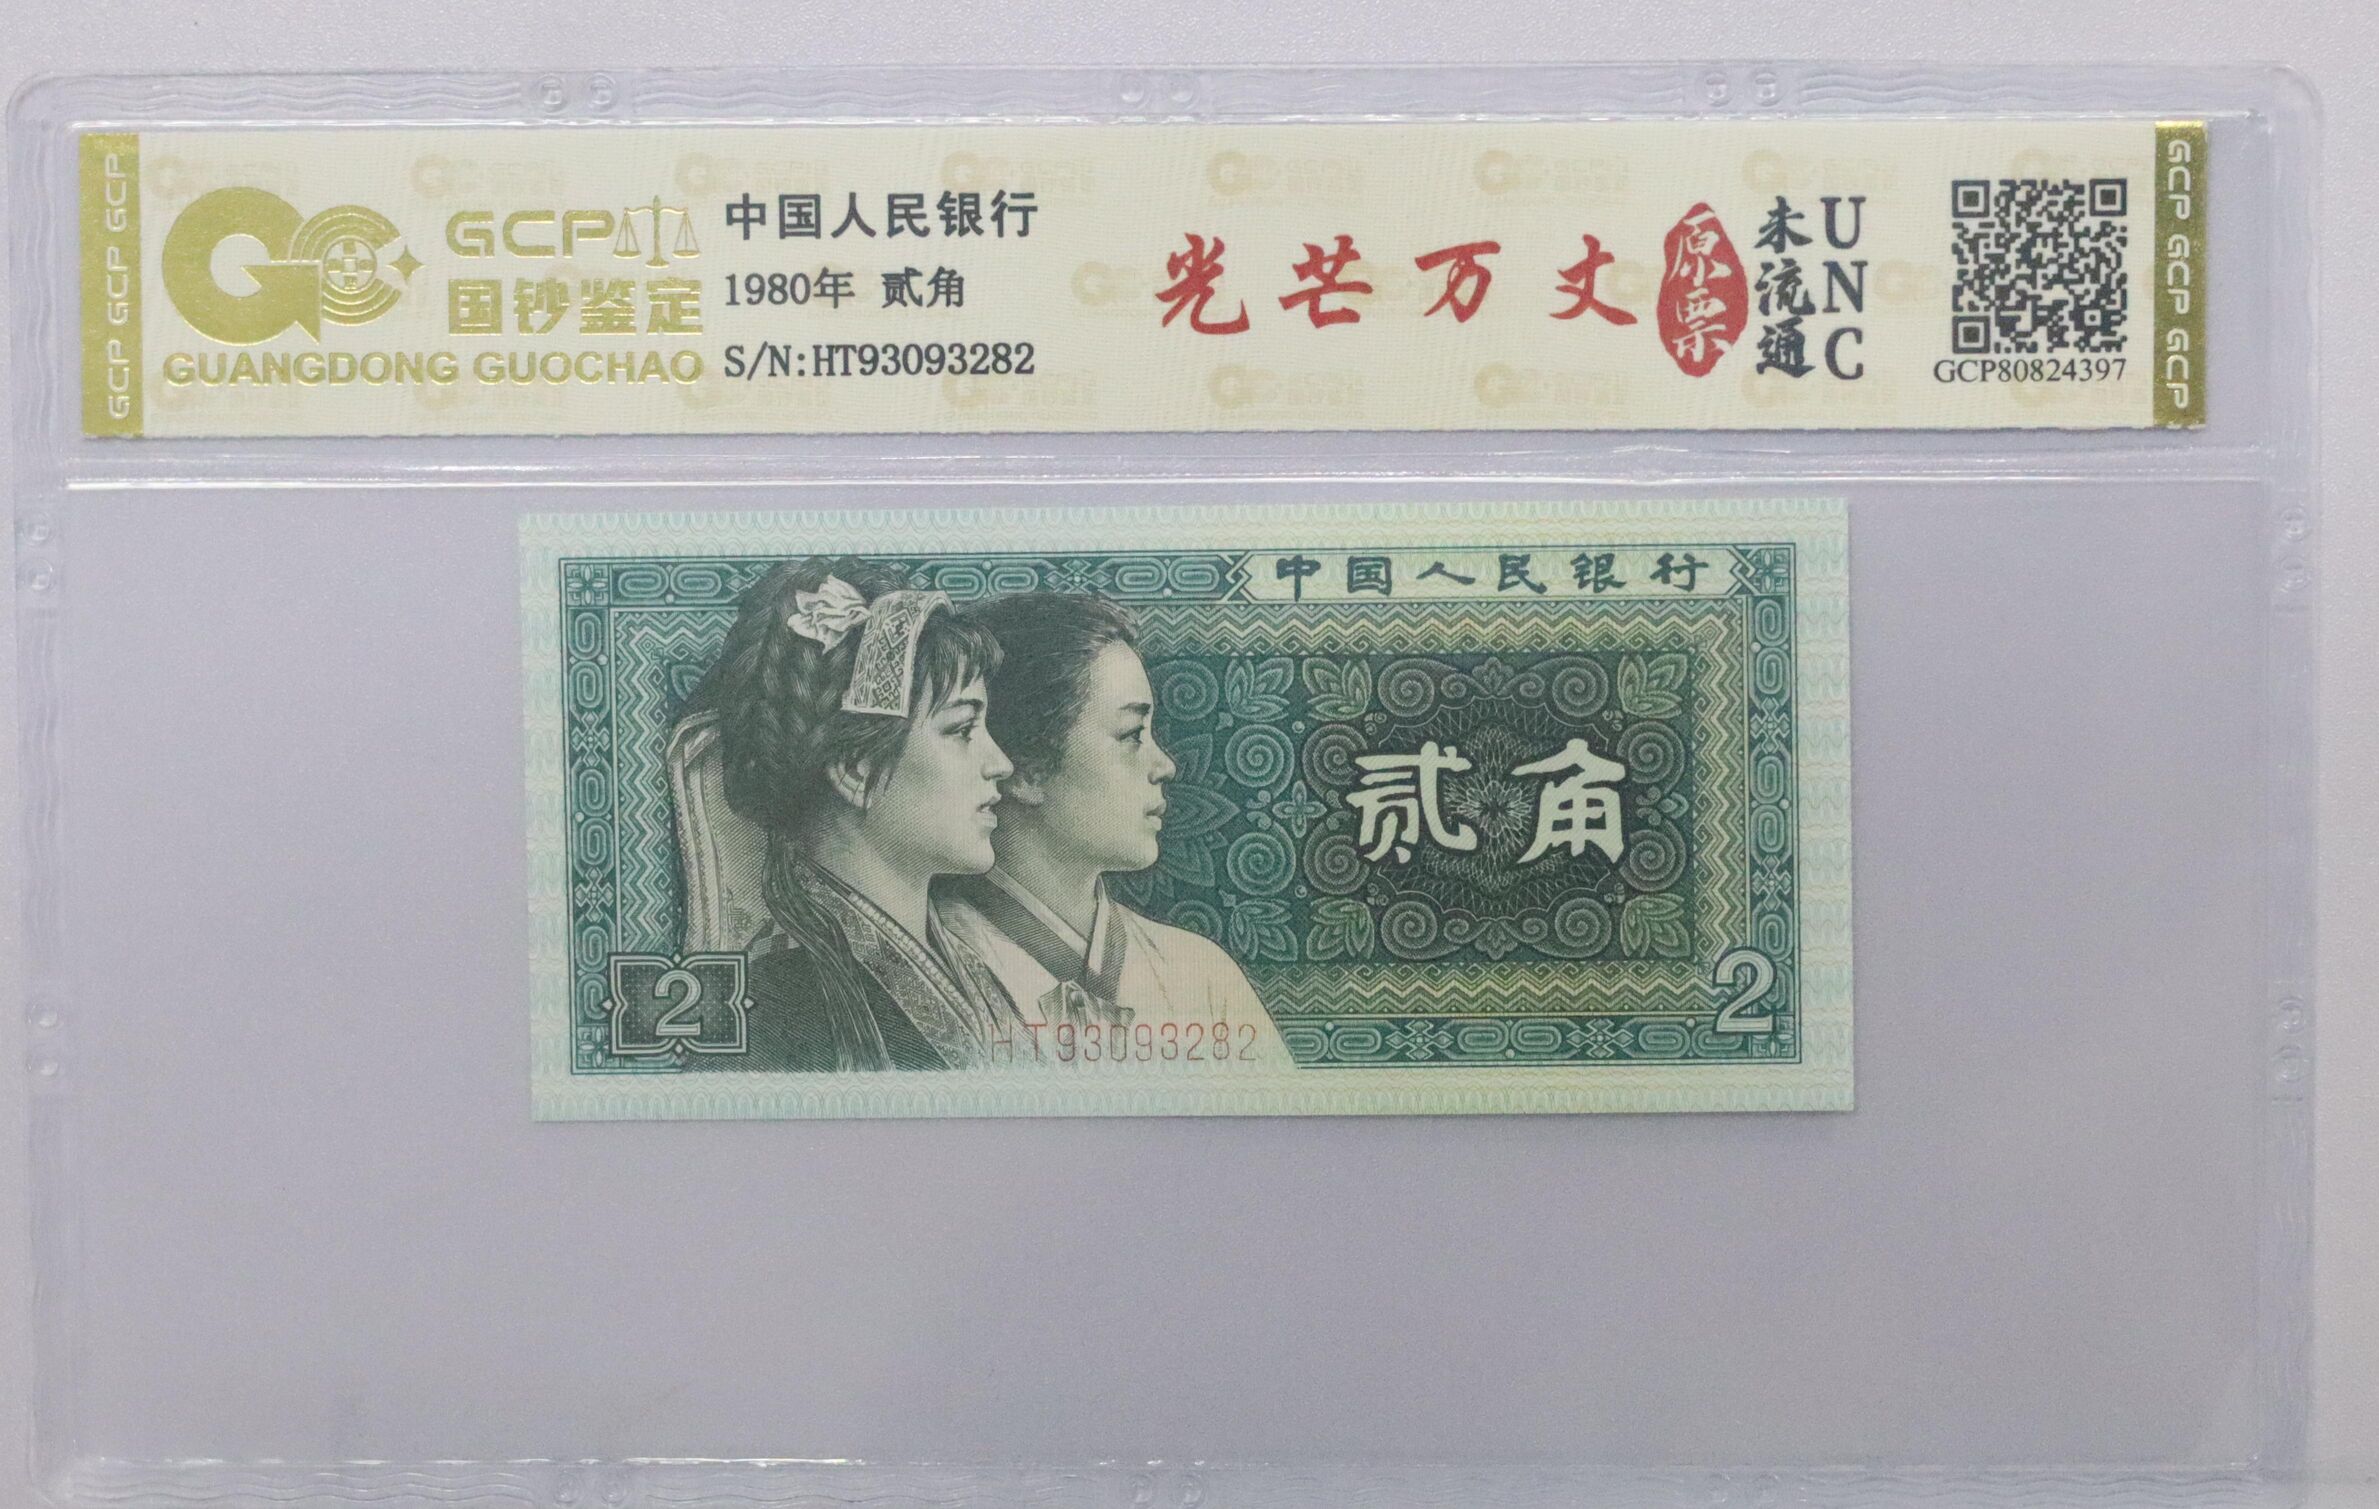 GCP GCP GCP
GCP
国钞鉴定
GUANGDONG GUOCHAO
中国人民银行
1980年 贰角
S/N:HT93093282
光芒万丈
原票
未流通
UNC
GCP80824397
GCP GCP GCP
中国人民银行
贰角
2
2
HT93093282